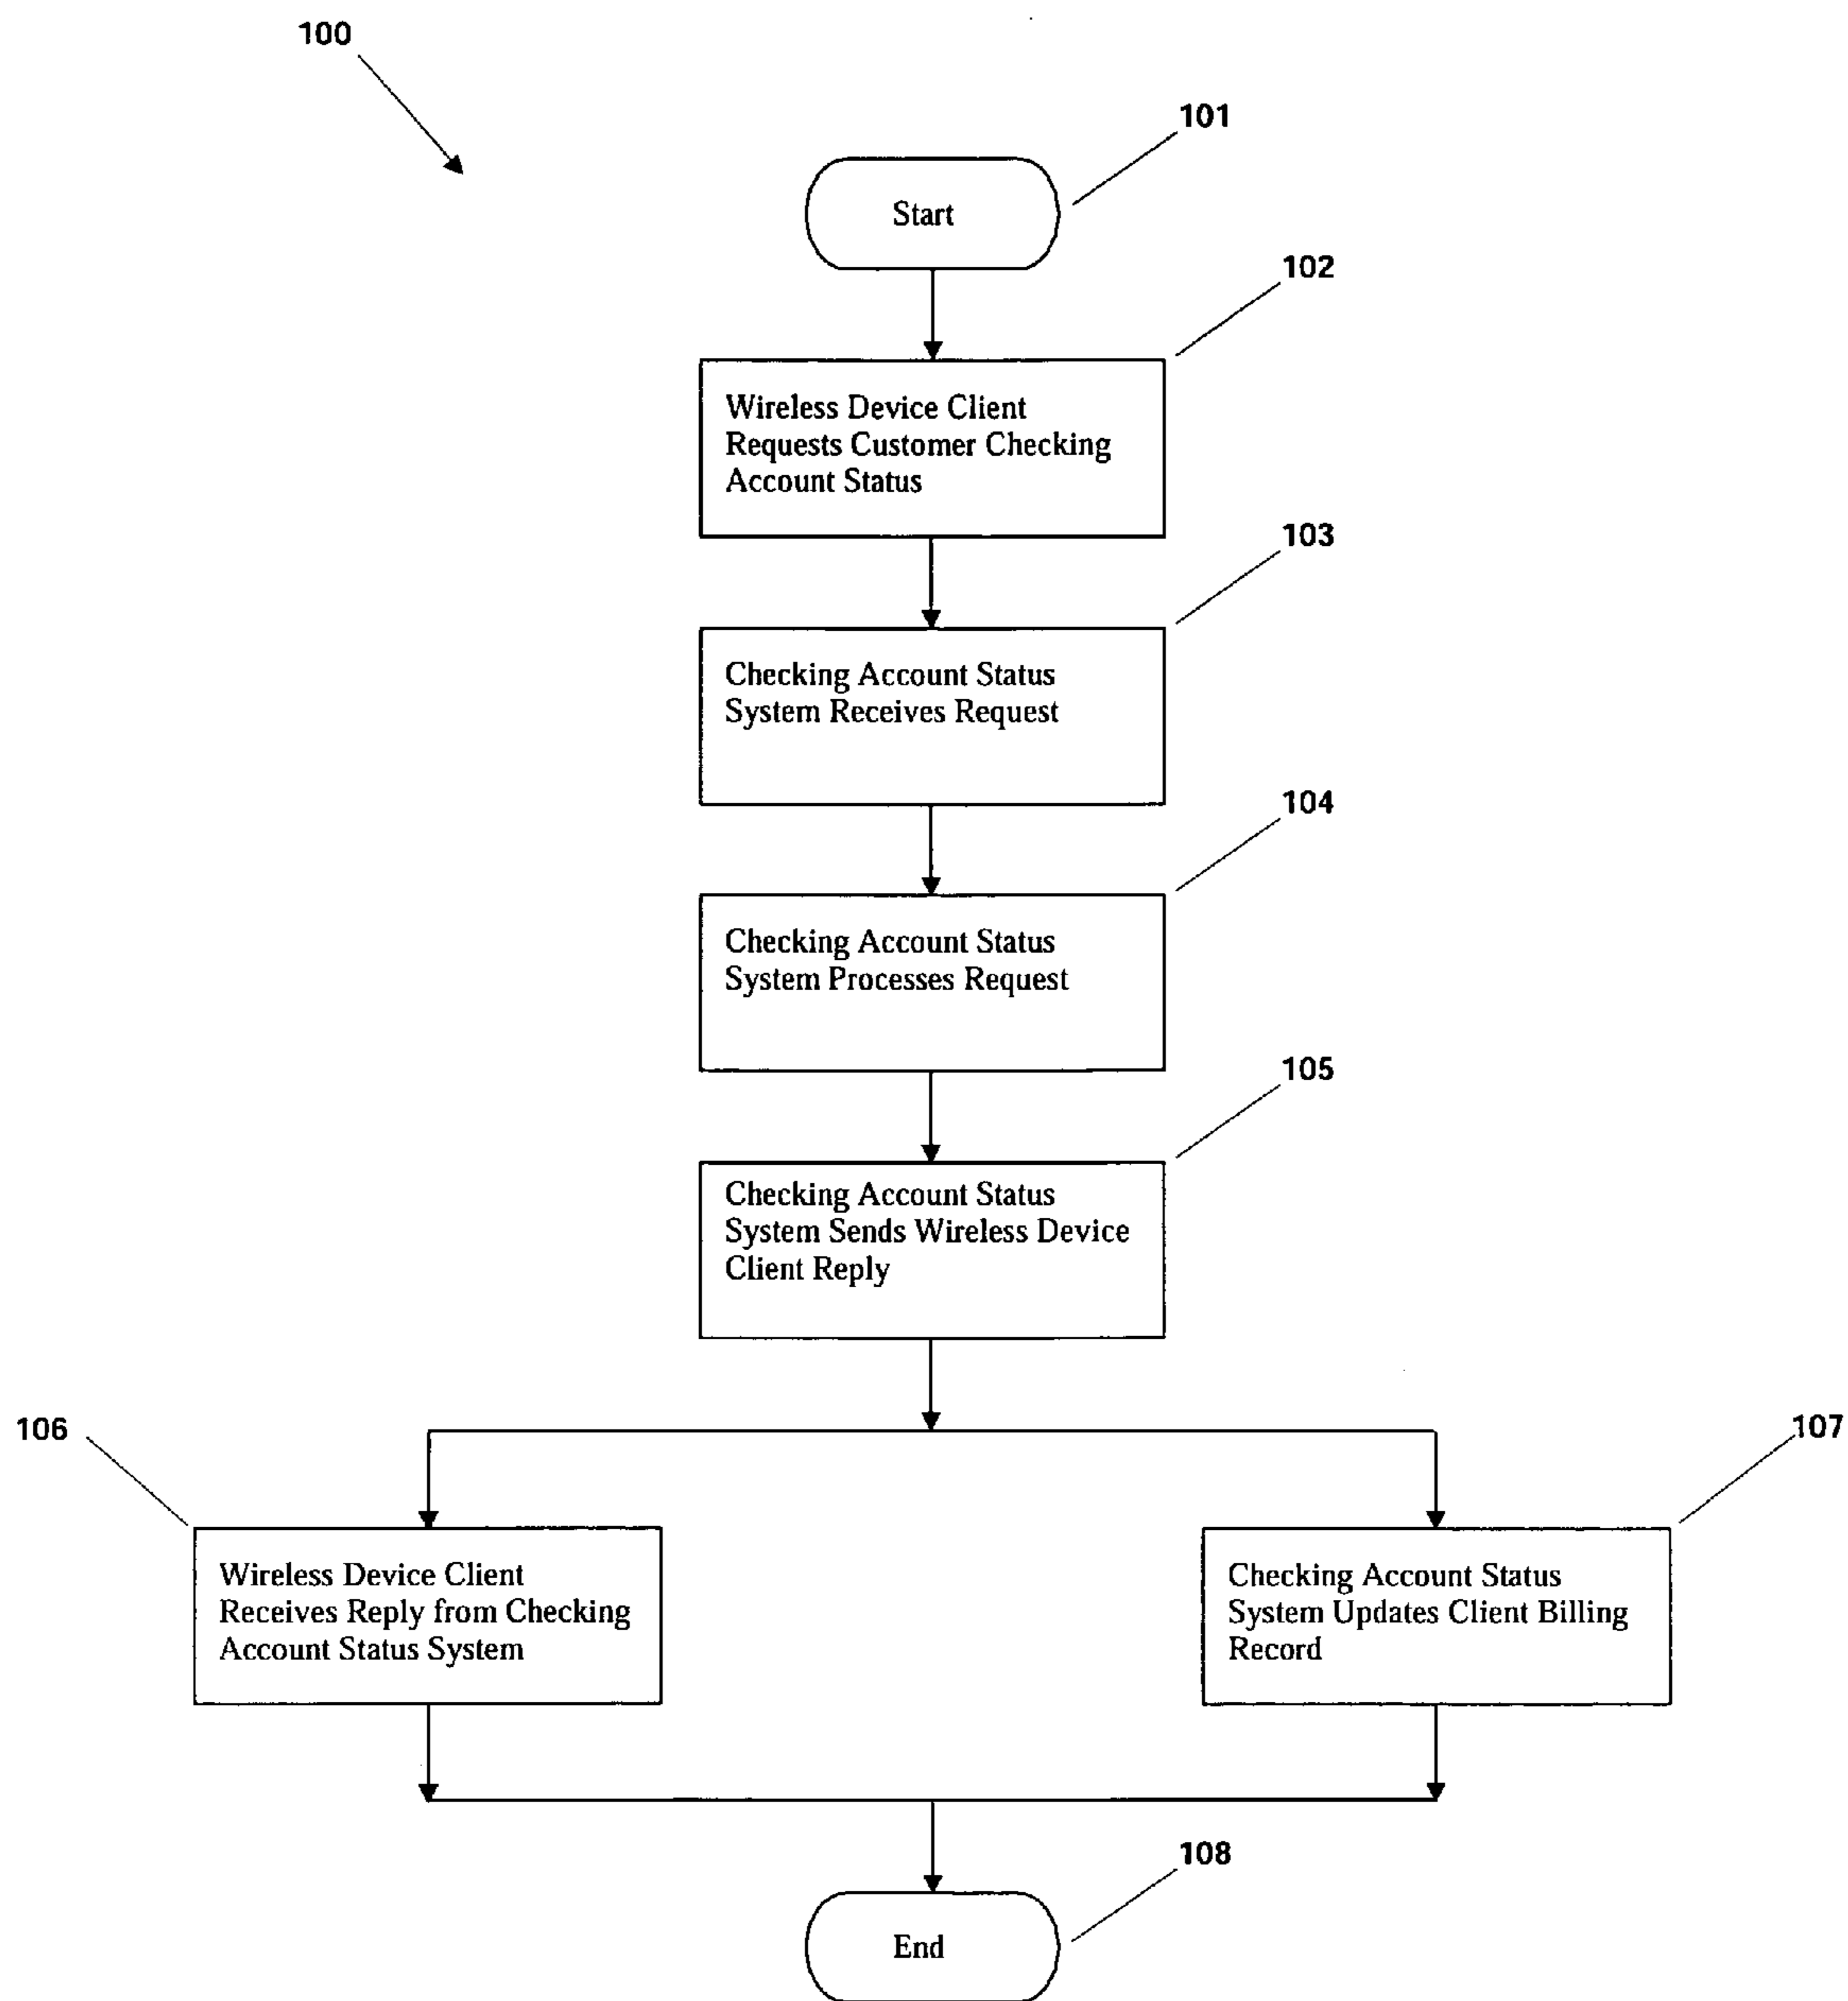 100
101
Start
102
Wireless Device Client
Requests Customer Checking
Account Status
103
Checking Account Status
System Receives Request
104
Checking Account Status
System Processes Request
105
Checking Account Status
System Sends Wireless Device
Client Reply
106
Wireless Device Client
Receives Reply from Checking
Account Status System
107
Checking Account Status
System Updates Client Billing
Record
108
End